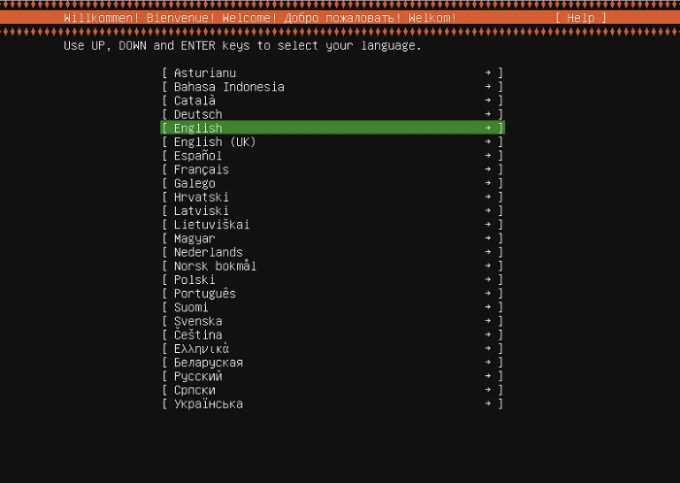 Willkommen! Bienvenue! Welcome! Добро пожаловать! Welkom! [ Help ]
Use UP, DOWN and ENTER keys to select your language.
[ Asturianu → ]
[ Bahasa Indonesia → ]
[ Català → ]
[ Deutsch → ]
[ English → ]
[ English (UK) → ]
[ Español → ]
[ Français → ]
[ Galego → ]
[ Hrvatski → ]
[ Latviski → ]
[ Lietuviškai → ]
[ Magyar → ]
[ Nederlands → ]
[ Norsk bokmål → ]
[ Polski → ]
[ Português → ]
[ Suomi → ]
[ Svenska → ]
[ Čeština → ]
[ Ελληνικά → ]
[ Беларуская → ]
[ Русский → ]
[ Српски → ]
[ Українська → ]